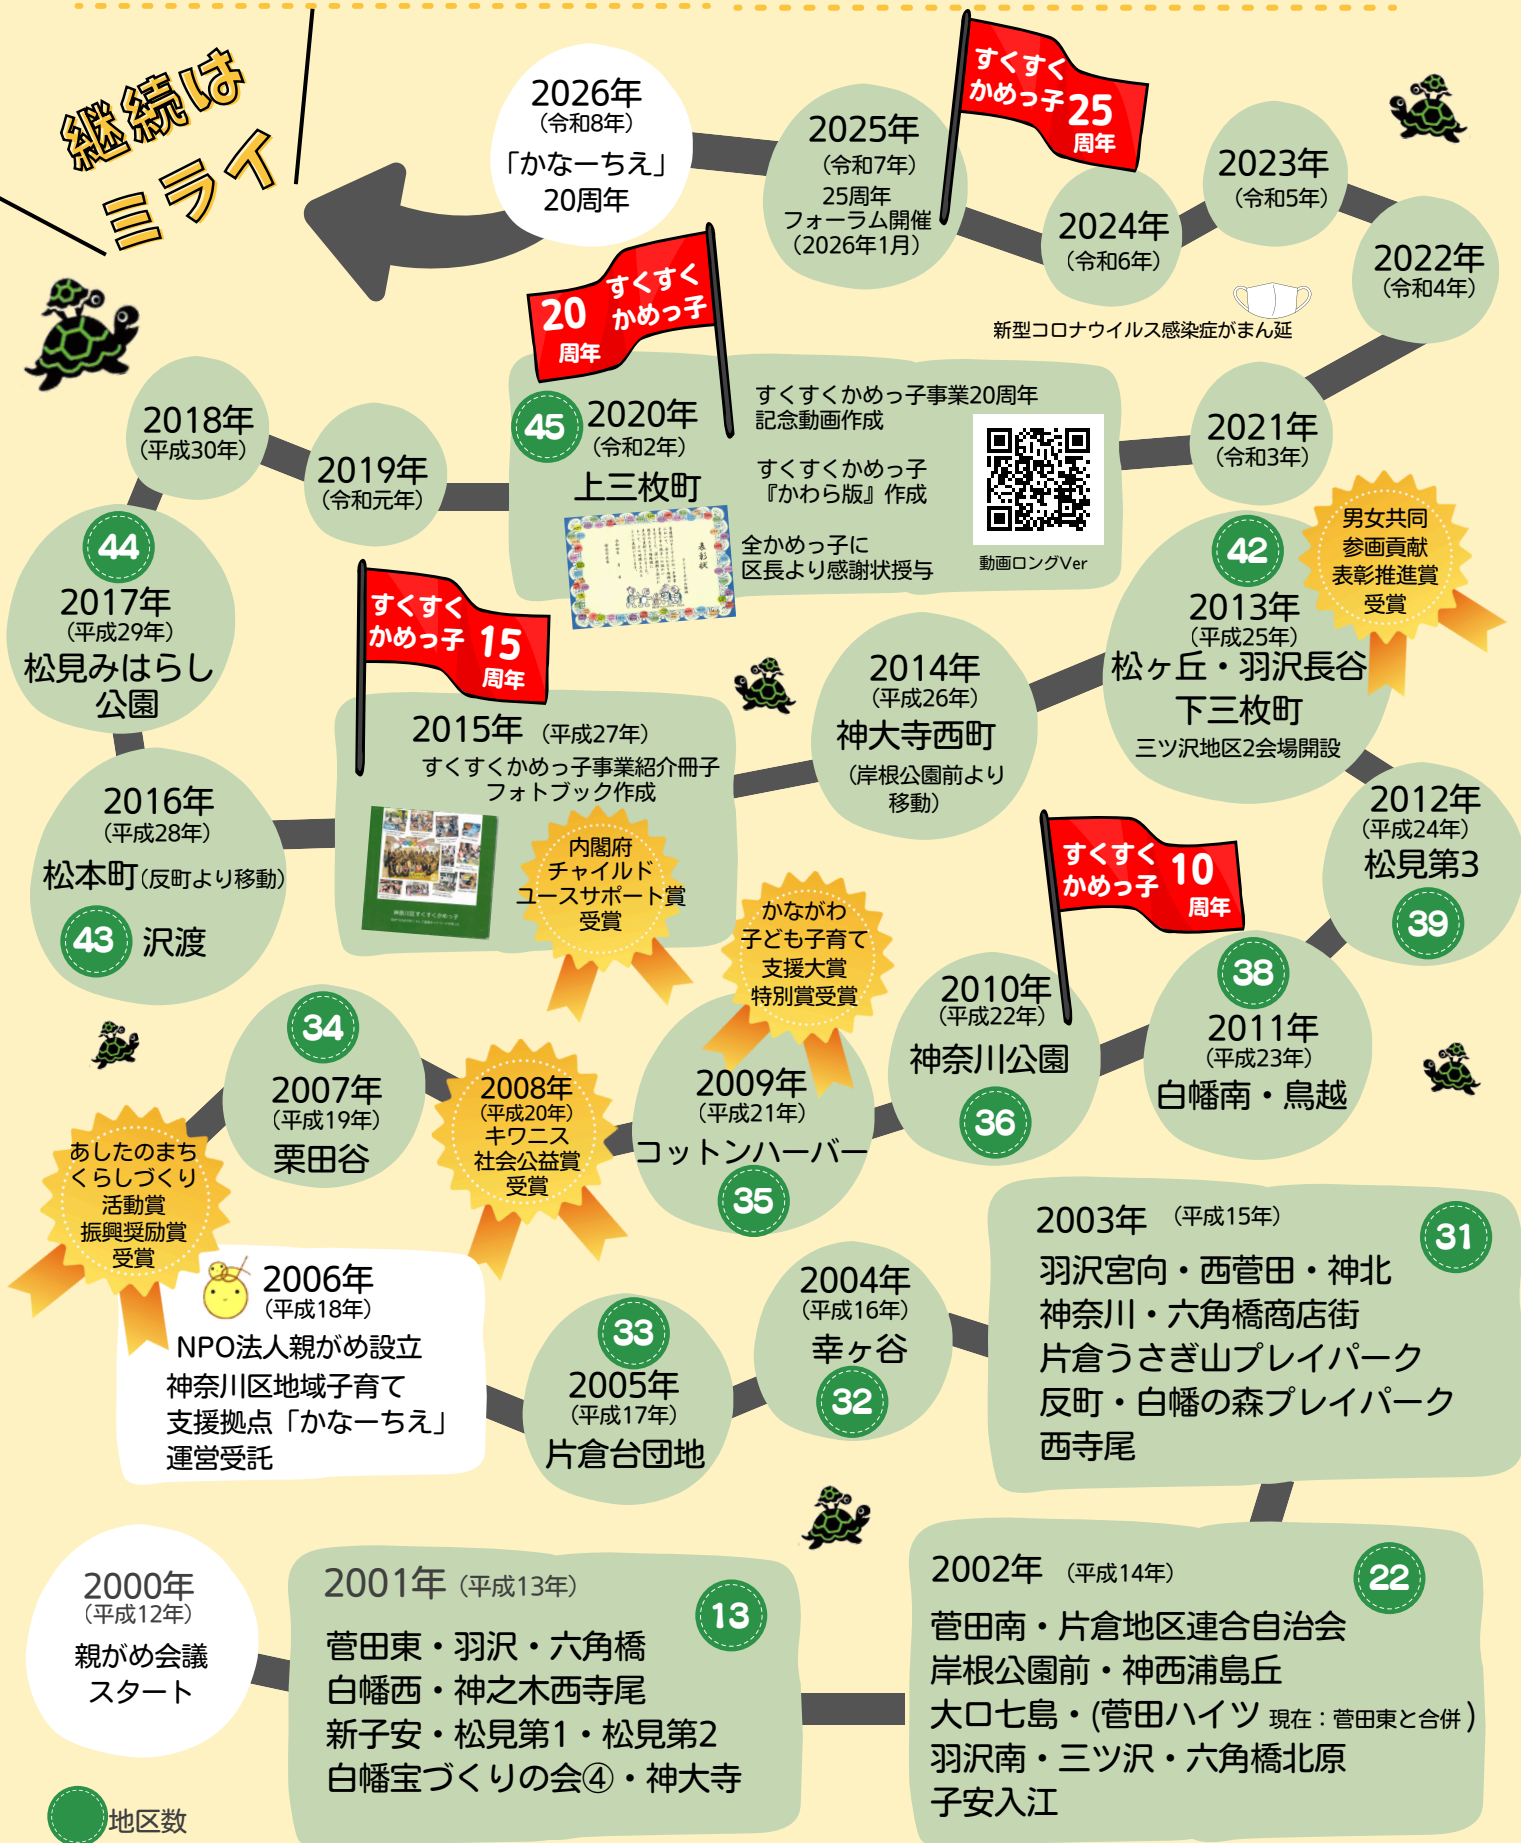 継続は
ミライ
2026年
（令和8年）
「かなーちえ」
20周年
2025年
（令和7年）
25周年
フォーラム開催
（2026年1月）
すくすく
かめっ子25
周年
2024年
（令和6年）
2023年
（令和5年）
2022年
（令和4年）
新型コロナウイルス感染症がまん延
2021年
（令和3年）
20
周年
すくすく
かめっ子
45
2020年
（令和2年）
上三枚町
すくすくかめっ子事業20周年
記念動画作成
すくすくかめっ子
『かわら版』作成
全かめっ子に
区長より感謝状授与
動画ロングVer
表彰状
2019年
（令和元年）
2018年
（平成30年）
44
2017年
（平成29年）
松見みはらし
公園
2016年
（平成28年）
松本町(反町より移動)
43 沢渡
すくすく
かめっ子 15
周年
2015年（平成27年）
すくすくかめっ子事業紹介冊子
フォトブック作成
内閣府
チャイルド
ユースサポート賞
受賞
2014年
（平成26年）
神大寺西町
（岸根公園前より
移動）
42
2013年
（平成25年）
松ヶ丘・羽沢長谷
下三枚町
三ツ沢地区2会場開設
男女共同
参画貢献
表彰推進賞
受賞
2012年
（平成24年）
松見第3
39
38
2011年
（平成23年）
白幡南・鳥越
すくすく
かめっ子 10
周年
2010年
（平成22年）
神奈川公園
36
かながわ
子ども子育て
支援大賞
特別賞受賞
2009年
（平成21年）
コットンハーバー
35
2008年
（平成20年）
キワニス
社会公益賞
受賞
34
2007年
（平成19年）
栗田谷
あしたのまち
くらしづくり
活動賞
振興奨励賞
受賞
2006年
（平成18年）
NPO法人親がめ設立
神奈川区地域子育て
支援拠点「かなーちえ」
運営受託
33
2005年
（平成17年）
片倉台団地
2004年
（平成16年）
幸ヶ谷
32
2003年（平成15年）
31
羽沢宮向・西菅田・神北
神奈川・六角橋商店街
片倉うさぎ山プレイパーク
反町・白幡の森プレイパーク
西寺尾
2002年（平成14年）
22
菅田南・片倉地区連合自治会
岸根公園前・神西浦島丘
大口七島・(菅田ハイツ 現在：菅田東と合併)
羽沢南・三ツ沢・六角橋北原
子安入江
2001年（平成13年）
13
菅田東・羽沢・六角橋
白幡西・神之木西寺尾
新子安・松見第1・松見第2
白幡宝づくりの会④・神大寺
2000年
（平成12年）
親がめ会議
スタート
地区数